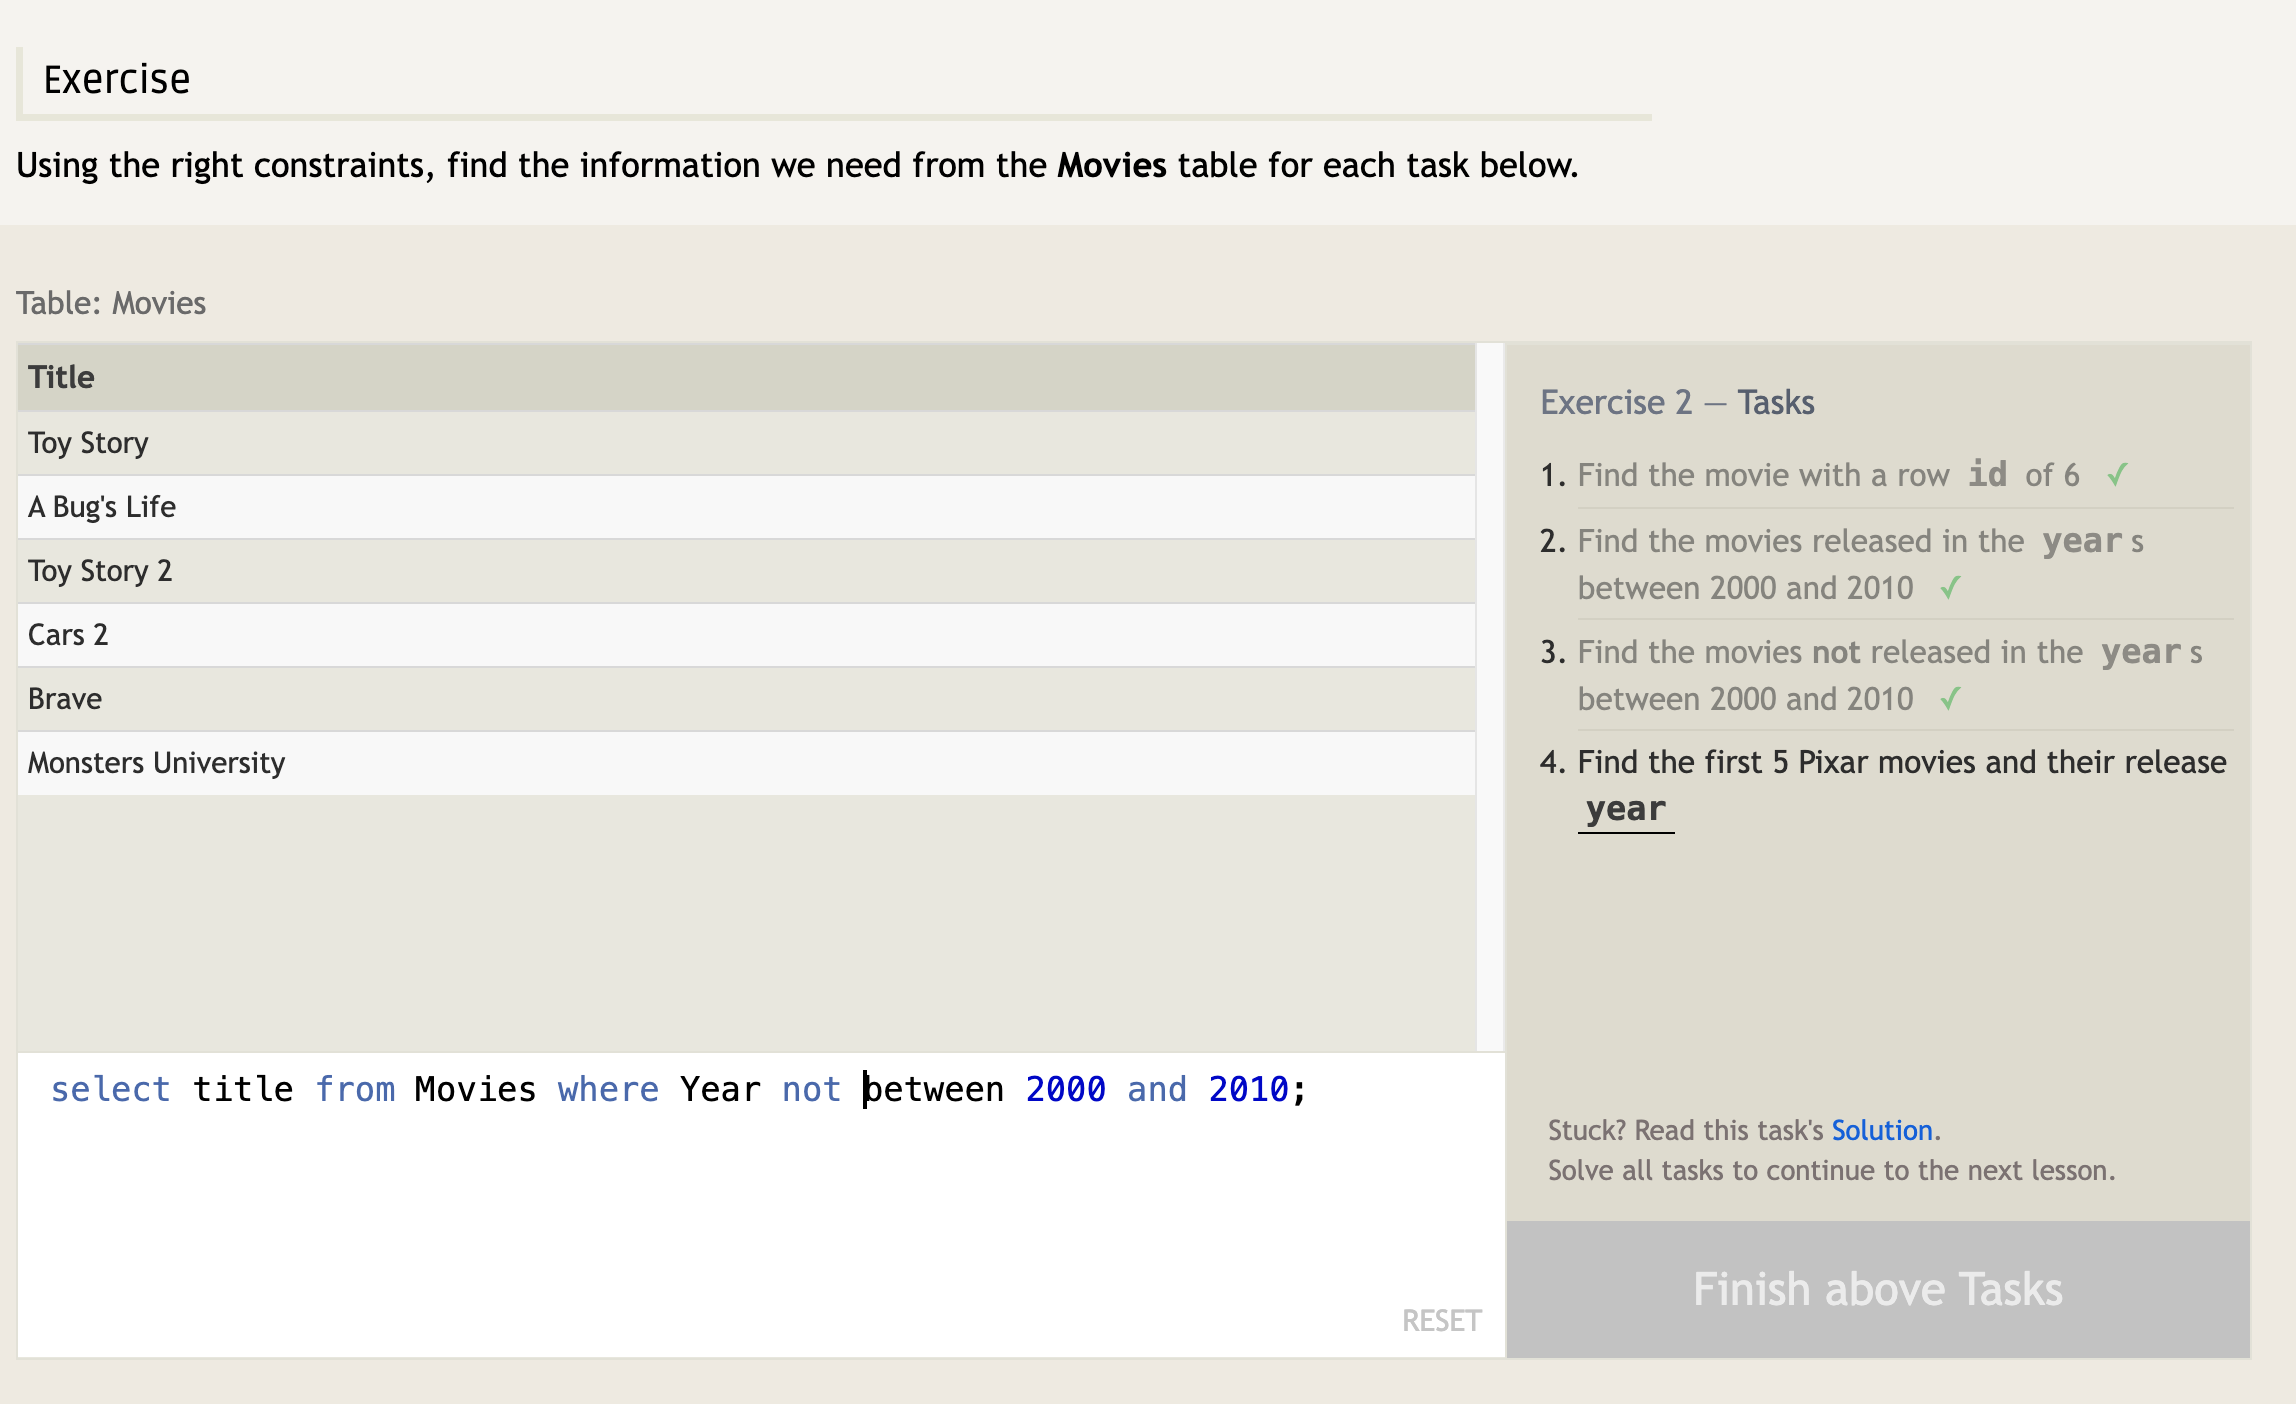 Exercise
Using the right constraints, find the information we need from the Movies table for each task below.
Table: Movies
Title
Toy Story
A Bug's Life
Toy Story 2
Cars 2
Brave
Monsters University
select title from Movies where Year not between 2000 and 2010;
RESET
Exercise 2 — Tasks
1. Find the movie with a row id of 6 ✓
2. Find the movies released in the year s
between 2000 and 2010 ✓
3. Find the movies not released in the year s
between 2000 and 2010 ✓
4. Find the first 5 Pixar movies and their release
year
Stuck? Read this task's Solution.
Solve all tasks to continue to the next lesson.
Finish above Tasks